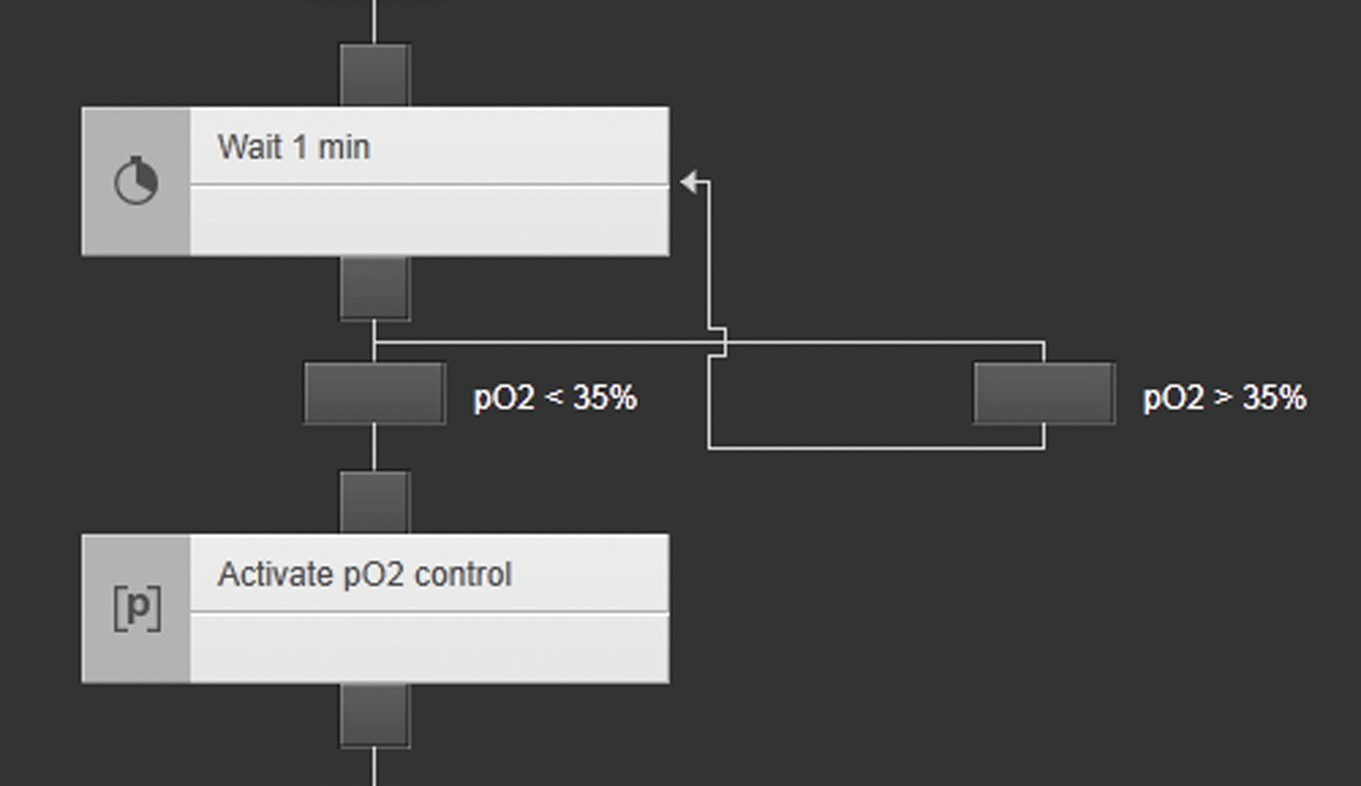 Wait 1 min
pO2 < 35%
pO2 > 35%
[p]
Activate pO2 control